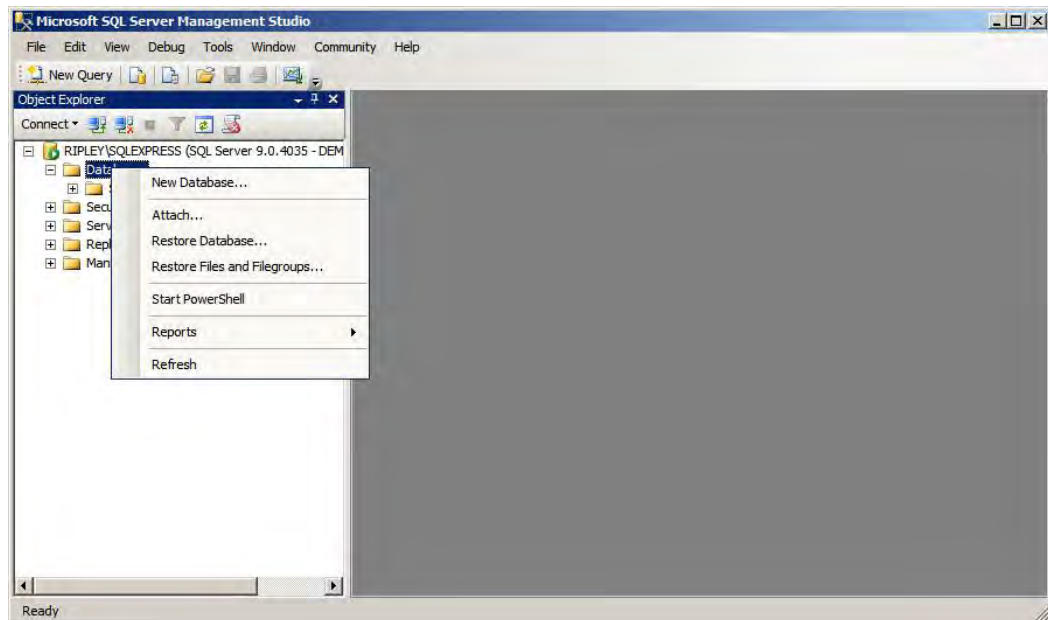 Microsoft SQL Server Management Studio
File Edit View Debug Tools Window Community Help
New Query
Object Explorer
Connect
RIPLEY\SQLEXPRESS (SQL Server 9.0.4035 - DEM
New Database...
Attach...
Restore Database...
Restore Files and Filegroups...
Start PowerShell
Reports
Refresh
Ready